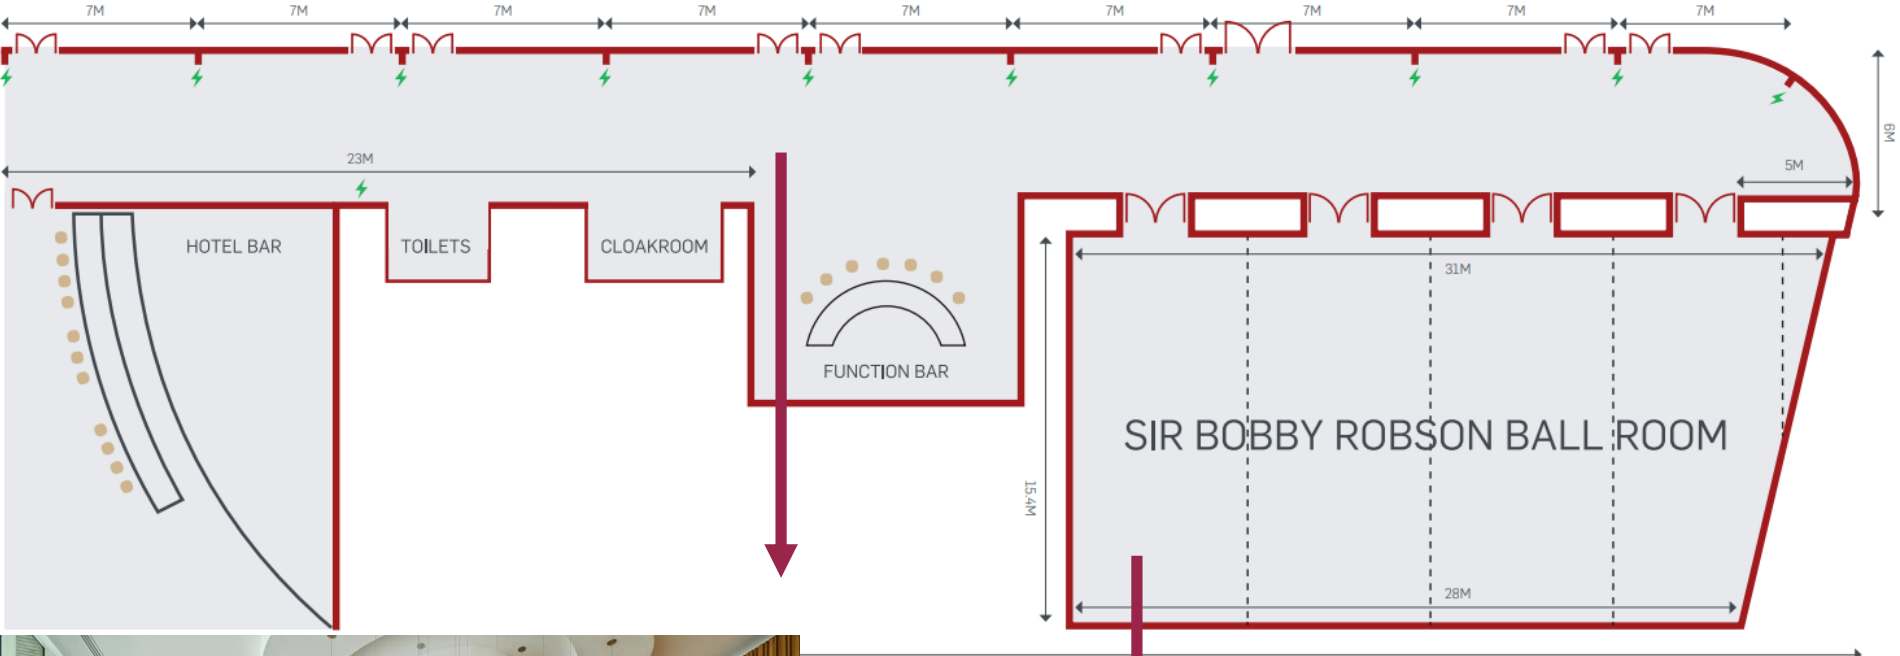 7M
7M
7M
7M
7M
7M
7M
7M
7M
6M
23M
5M
HOTEL BAR
TOILETS
CLOAKROOM
31M
FUNCTION BAR
SIR BOBBY ROBSON BALL ROOM
15.4M
28M